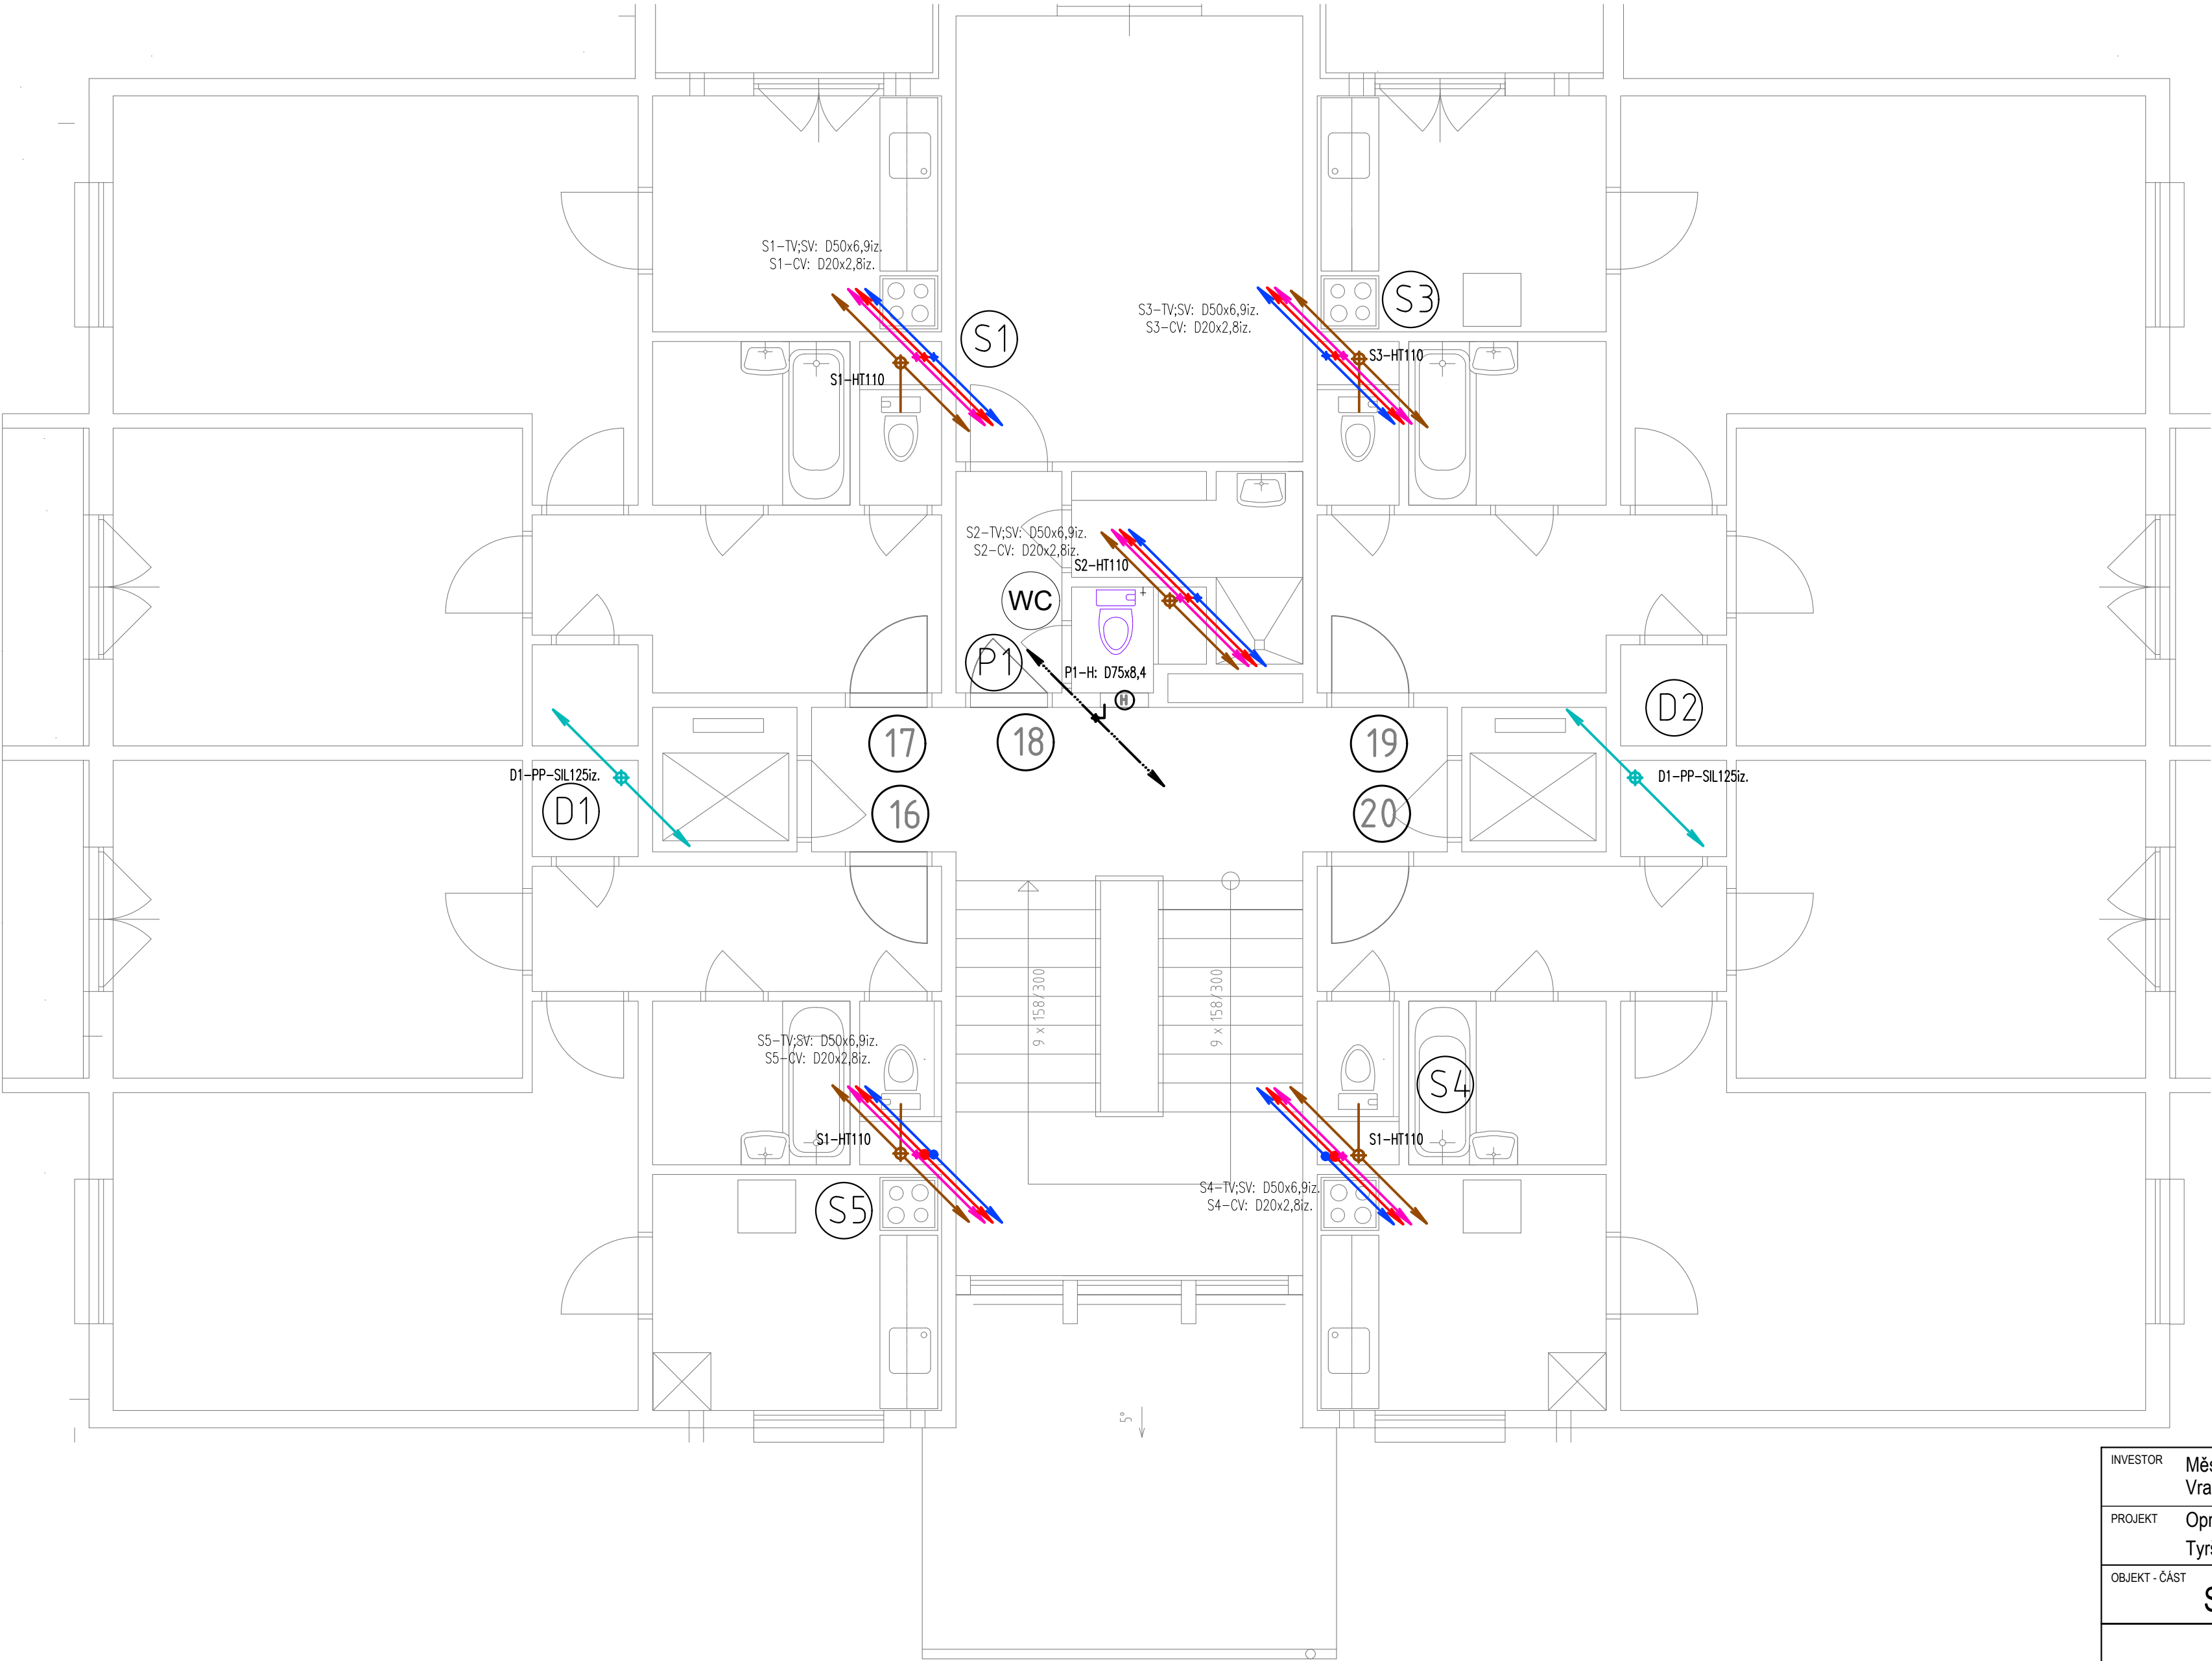 S1-TV;SV: D50x6,9iz.
S1-CV: D20x2,8iz.
S1
S1-HT110
S3-TV;SV: D50x6,9iz.
S3-CV: D20x2,8iz.
S3
S3-HT110
S2-TV;SV: D50x6,9iz.
S2-CV: D20x2,8iz.
S2-HT110
WC
P1
P1-H: D75x8,4
H
D2
17
18
19
D1-PP-SIL125iz.
D1
D1-PP-SIL125iz.
16
20
9 x 158/300
9 x 158/300
S5-TV;SV: D50x6,9iz.
S5-CV: D20x2,8iz.
S4
S1-HT110
S1-HT110
S5
S4-TV;SV: D50x6,9iz.
S4-CV: D20x2,8iz.
5°
INVESTOR
PROJEKT
OBJEKT - ČÁST